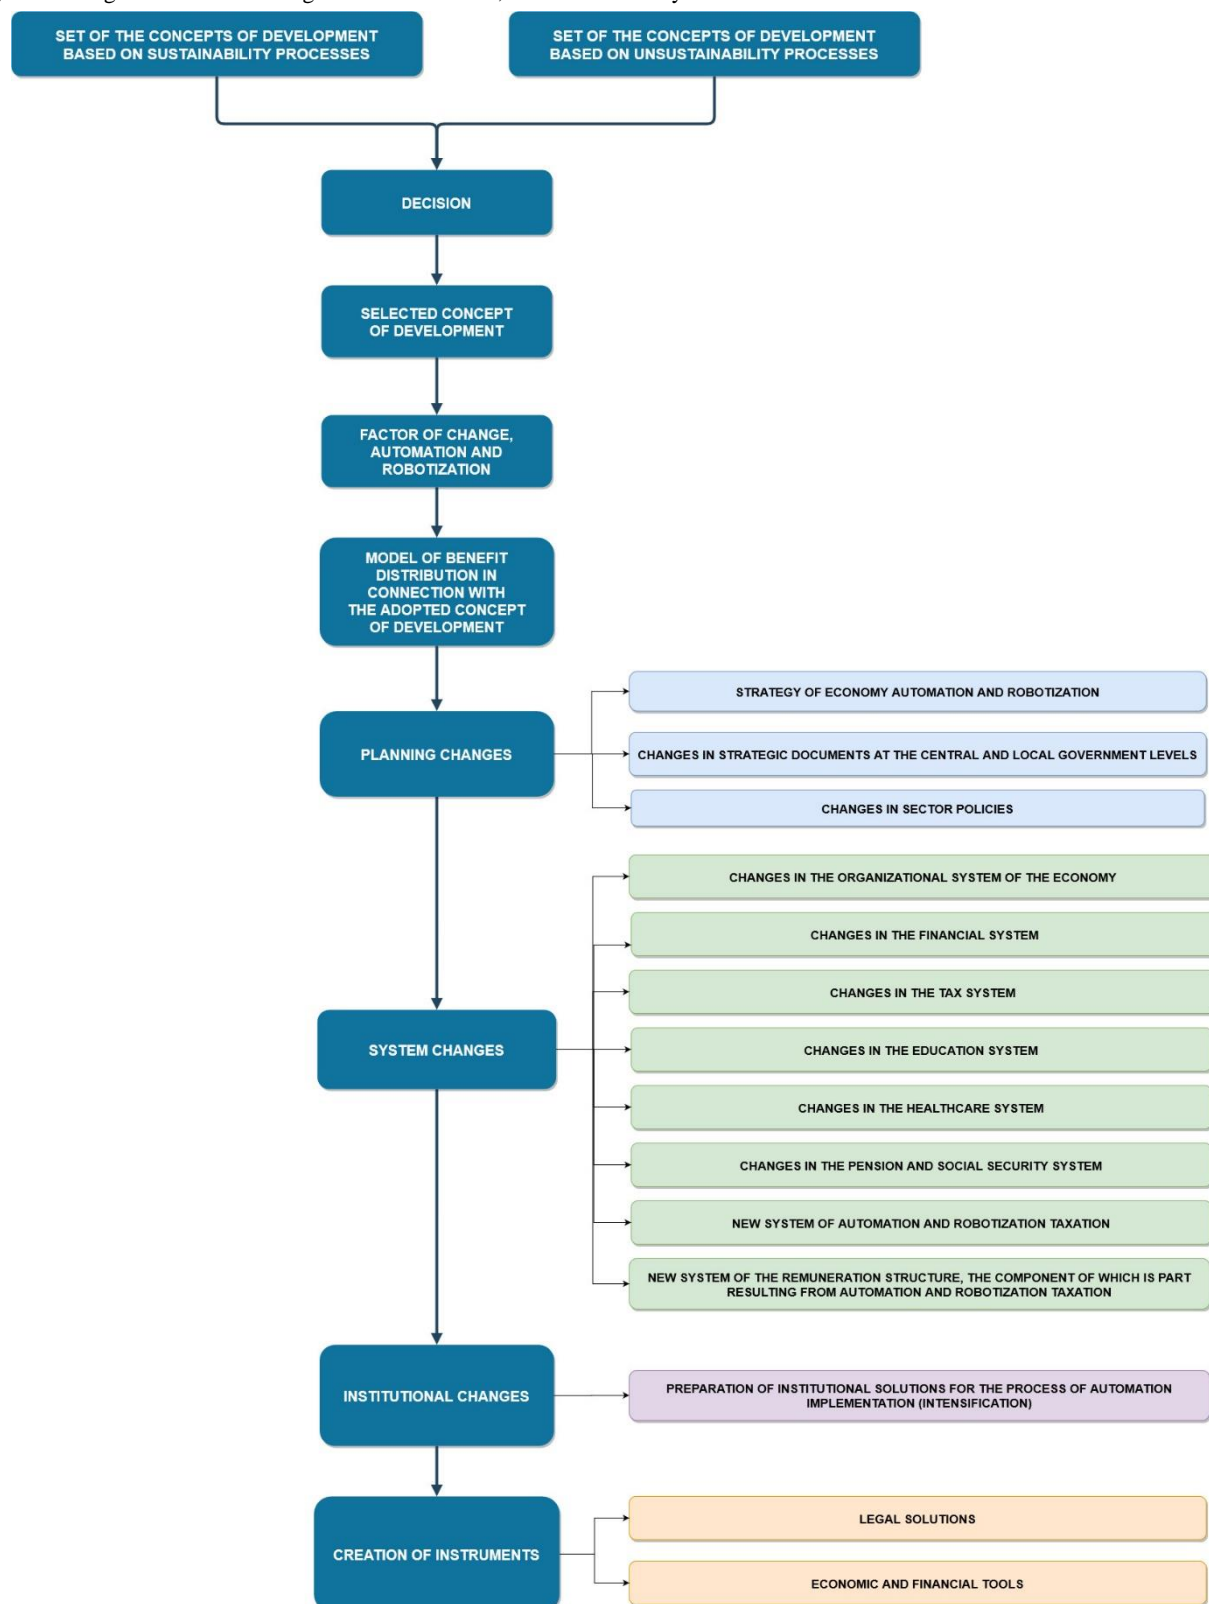 SET OF THE CONCEPTS OF DEVELOPMENT
BASED ON SUSTAINABILITY PROCESSES
SET OF THE CONCEPTS OF DEVELOPMENT
BASED ON UNSUSTAINABILITY PROCESSES
DECISION
SELECTED CONCEPT
OF DEVELOPMENT
FACTOR OF CHANGE,
AUTOMATION AND
ROBOTIZATION
MODEL OF BENEFIT
DISTRIBUTION IN
CONNECTION WITH
THE ADOPTED CONCEPT
OF DEVELOPMENT
PLANNING CHANGES
STRATEGY OF ECONOMY AUTOMATION AND ROBOTIZATION
CHANGES IN STRATEGIC DOCUMENTS AT THE CENTRAL AND LOCAL GOVERNMENT LEVELS
CHANGES IN SECTOR POLICIES
SYSTEM CHANGES
CHANGES IN THE ORGANIZATIONAL SYSTEM OF THE ECONOMY
CHANGES IN THE FINANCIAL SYSTEM
CHANGES IN THE TAX SYSTEM
CHANGES IN THE EDUCATION SYSTEM
CHANGES IN THE HEALTHCARE SYSTEM
CHANGES IN THE PENSION AND SOCIAL SECURITY SYSTEM
NEW SYSTEM OF AUTOMATION AND ROBOTIZATION TAXATION
NEW SYSTEM OF THE REMUNERATION STRUCTURE, THE COMPONENT OF WHICH IS PART
RESULTING FROM AUTOMATION AND ROBOTIZATION TAXATION
INSTITUTIONAL CHANGES
PREPARATION OF INSTITUTIONAL SOLUTIONS FOR THE PROCESS OF AUTOMATION
IMPLEMENTATION (INTENSIFICATION)
CREATION OF INSTRUMENTS
LEGAL SOLUTIONS
ECONOMIC AND FINANCIAL TOOLS